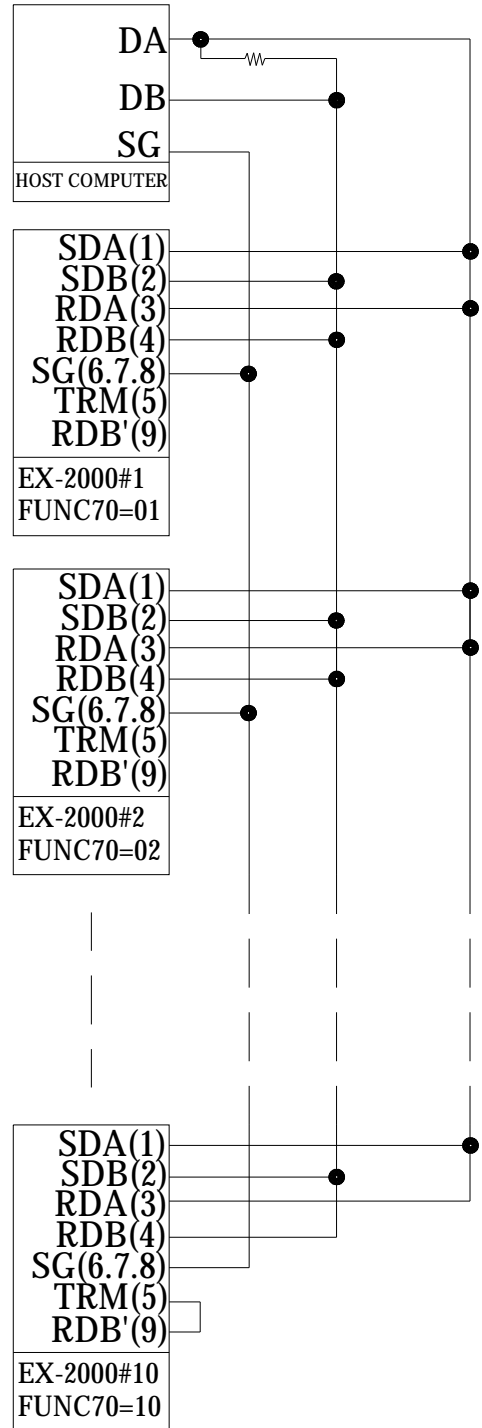 DA
DB
SG
HOST COMPUTER
SDA(1)
SDB(2)
RDA(3)
RDB(4)
SG(6.7.8)
TRM(5)
RDB'(9)
EX-2000#1
FUNC70=01
SDA(1)
SDB(2)
RDA(3)
RDB(4)
SG(6.7.8)
TRM(5)
RDB'(9)
EX-2000#2
FUNC70=02
SDA(1)
SDB(2)
RDA(3)
RDB(4)
SG(6.7.8)
TRM(5)
RDB'(9)
EX-2000#10
FUNC70=10